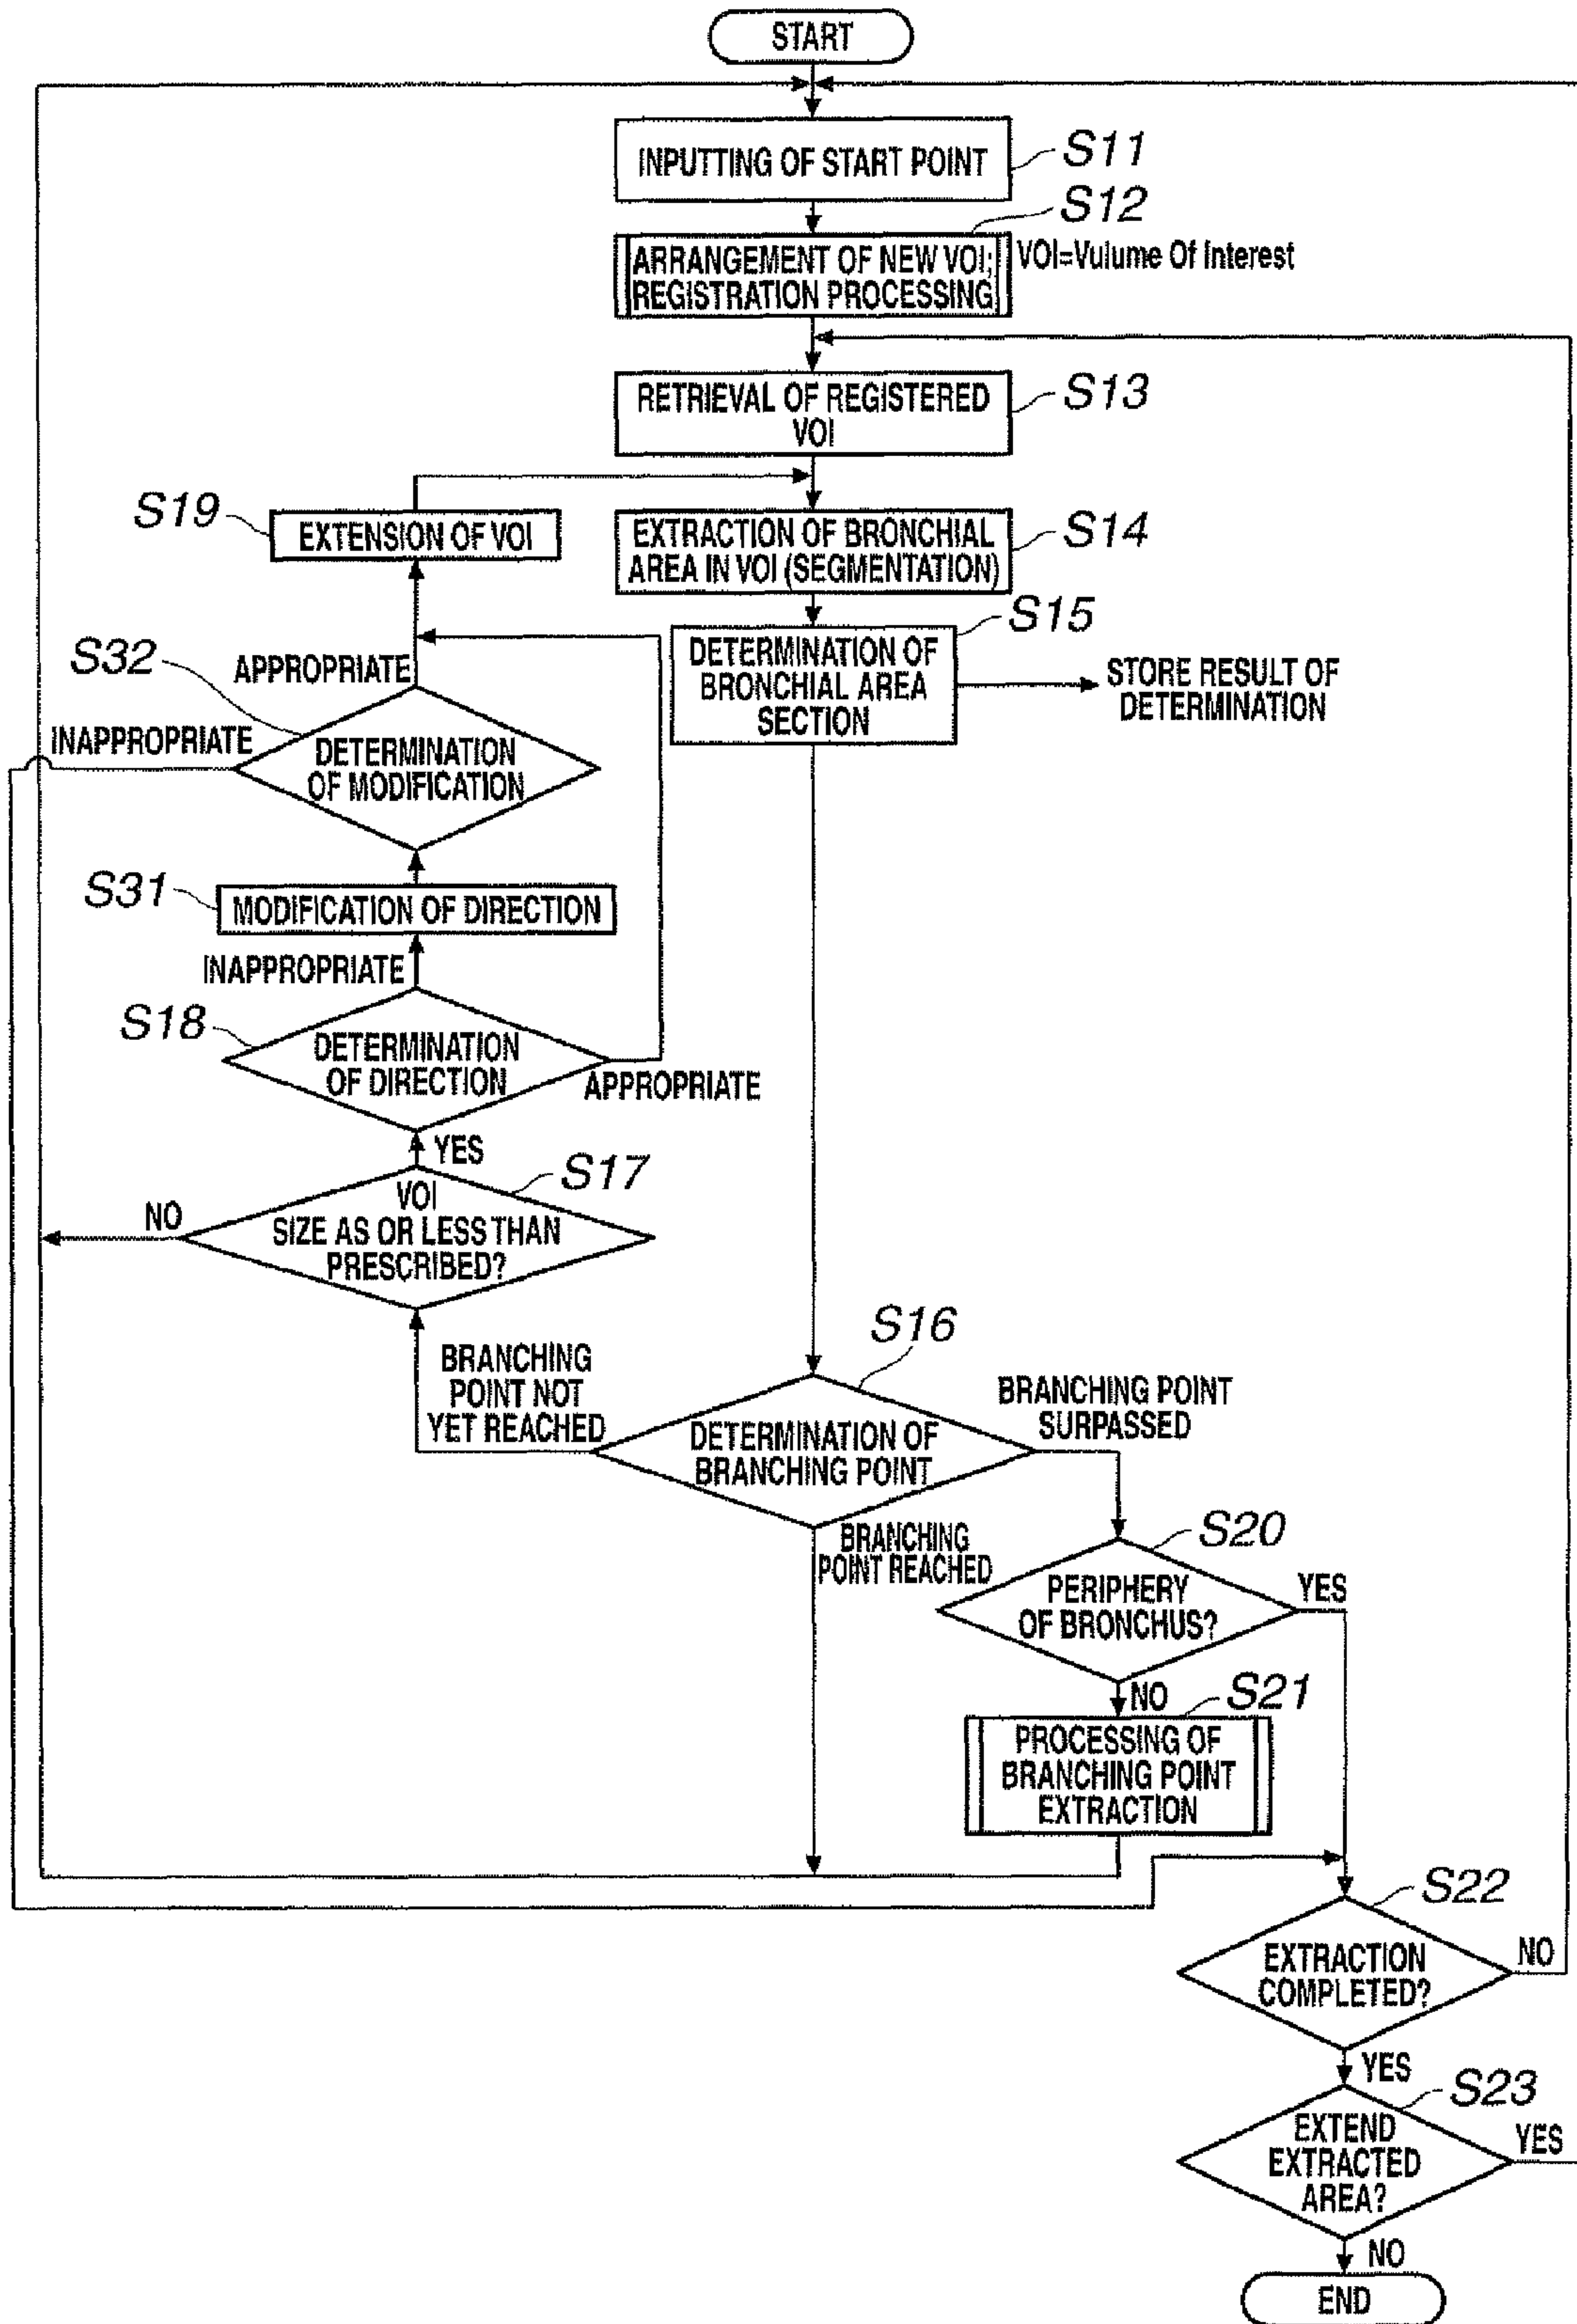 START
INPUTTING OF START POINT
S11
S12
ARRANGEMENT OF NEW VOI;
REGISTRATION PROCESSING
VOI=Vulume Of Interest
RETRIEVAL OF REGISTERED
VOI
S13
S19
EXTENSION OF VOI
EXTRACTION OF BRONCHIAL
AREA IN VOI (SEGMENTATION)
S14
S15
DETERMINATION OF
BRONCHIAL AREA
SECTION
STORE RESULT OF
DETERMINATION
S32
APPROPRIATE
INAPPROPRIATE
DETERMINATION
OF MODIFICATION
S31
MODIFICATION OF DIRECTION
INAPPROPRIATE
S18
DETERMINATION
OF DIRECTION
APPROPRIATE
YES
S17
NO
VOI
SIZE AS OR LESS THAN
PRESCRIBED?
S16
BRANCHING
POINT NOT
YET REACHED
DETERMINATION OF
BRANCHING POINT
BRANCHING POINT
SURPASSED
BRANCHING
POINT REACHED
S20
PERIPHERY
OF BRONCHUS?
YES
NO
S21
PROCESSING OF
BRANCHING POINT
EXTRACTION
S22
EXTRACTION
COMPLETED?
NO
YES
S23
EXTEND
EXTRACTED
AREA?
YES
NO
END